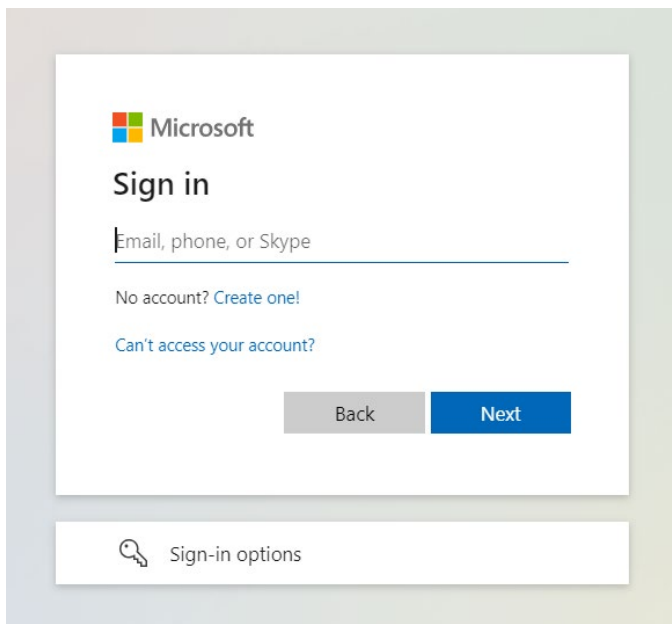 Microsoft
Sign in
Email, phone, or Skype
No account? Create one!
Can't access your account?
Back Next
Sign-in options